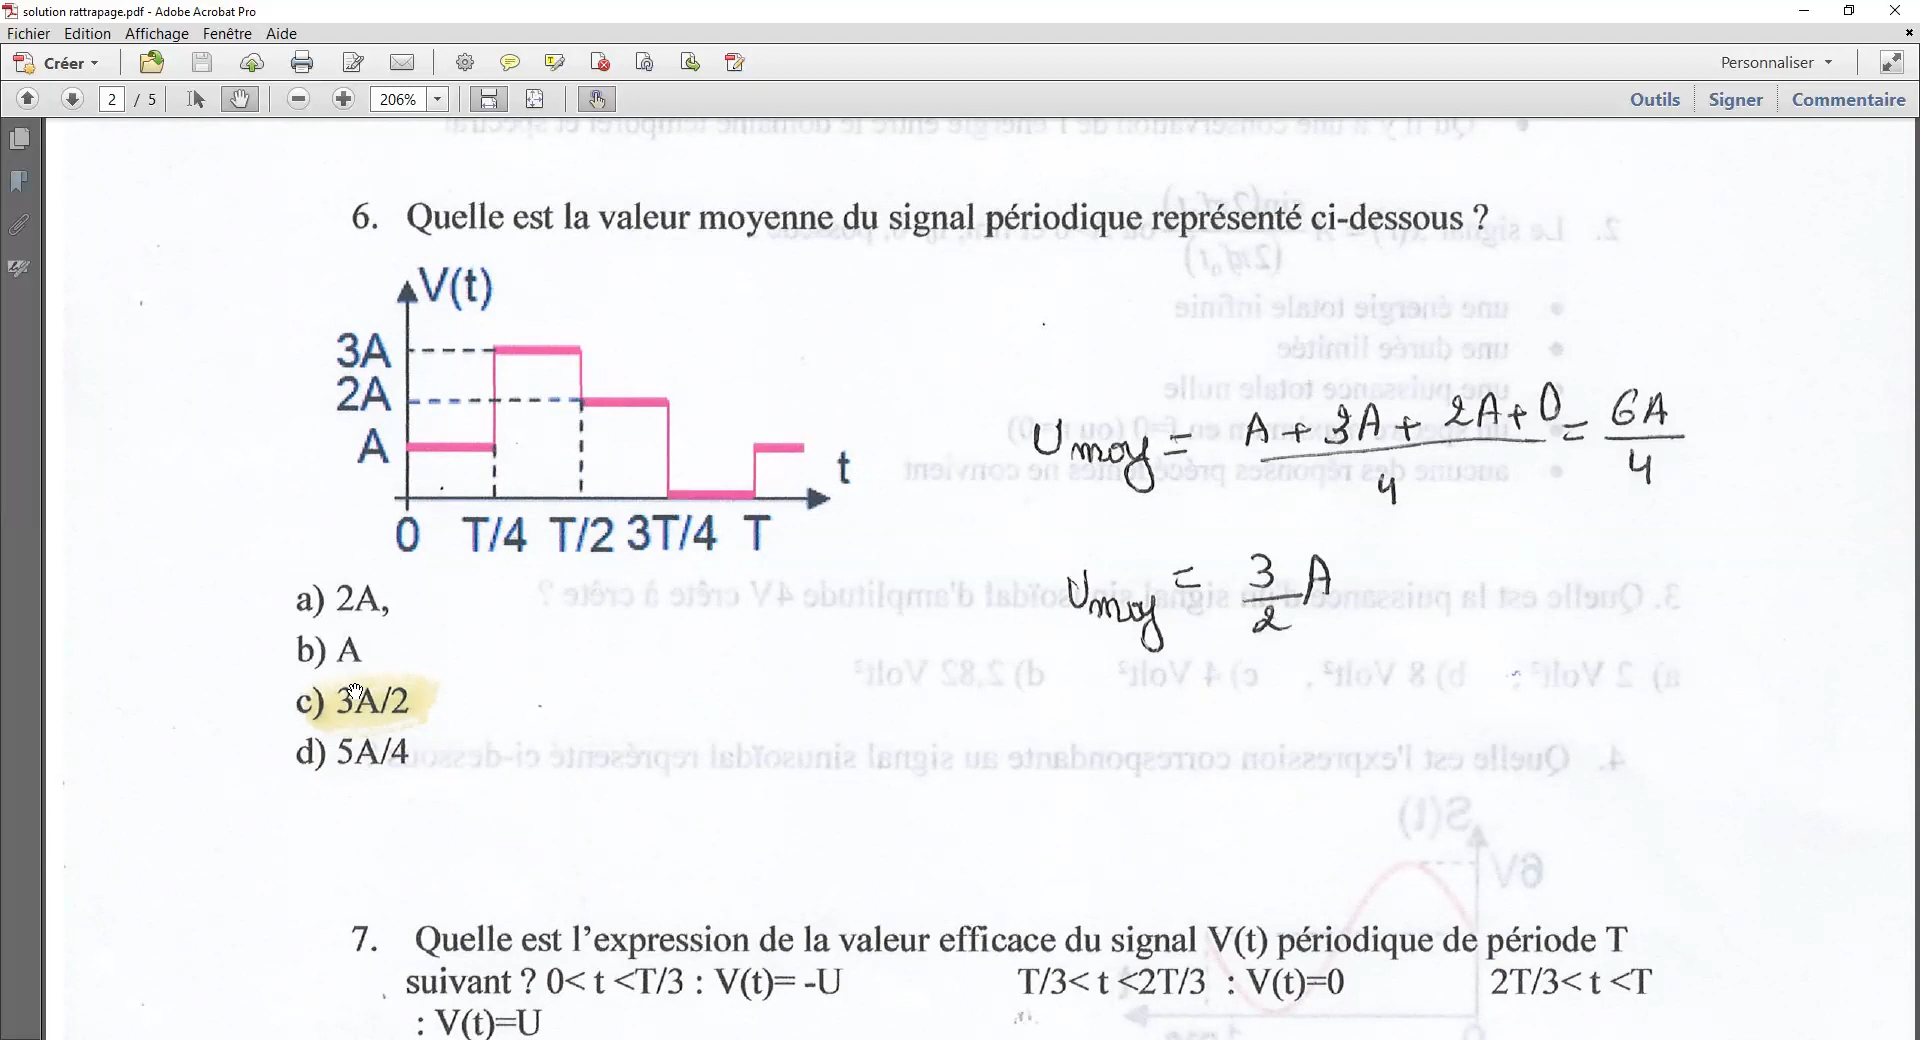 solution rattrapage.pdf - Adobe Acrobat Pro
Fichier Edition Affichage Fenêtre Aide
Créer
Personnaliser
2 / 5
206%
Outils Signer Commentaire
6. Quelle est la valeur moyenne du signal périodique représenté ci-dessous ?
V(t)
3A
2A
A
t
0 T/4 T/2 3T/4 T
Umoy = A + 3A + 2A + 0 / 4 = 6A / 4
Umoy = 3/2 A
a) 2A,
b) A
c) 3A/2
d) 5A/4
7. Quelle est l'expression de la valeur efficace du signal V(t) périodique de période T
suivant ? 0< t <T/3 : V(t)= -U T/3< t <2T/3 : V(t)=0 2T/3< t <T
: V(t)=U